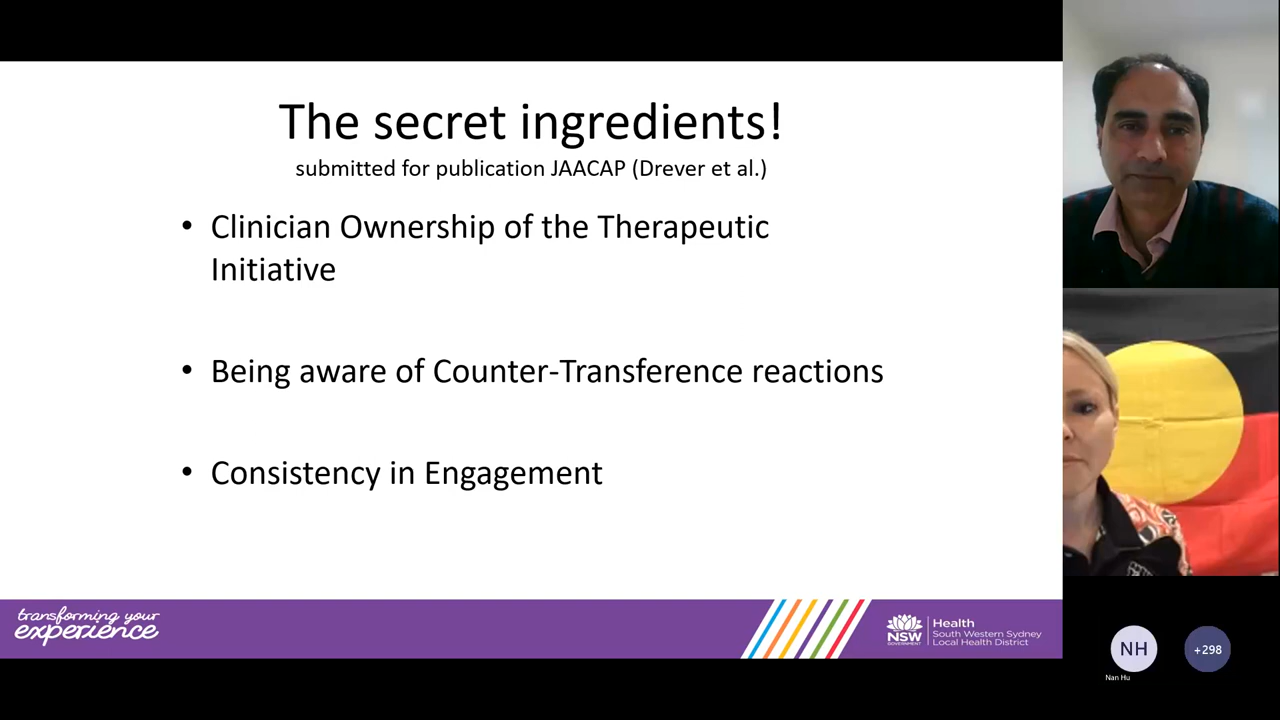 The secret ingredients!
submitted for publication JAACAP (Drever et al.)
• Clinician Ownership of the Therapeutic
Initiative
• Being aware of Counter-Transference reactions
• Consistency in Engagement
transforming your
experience
NSW
GOVERNMENT
Health
South Western Sydney
Local Health District
NH
+298
Nan Hu